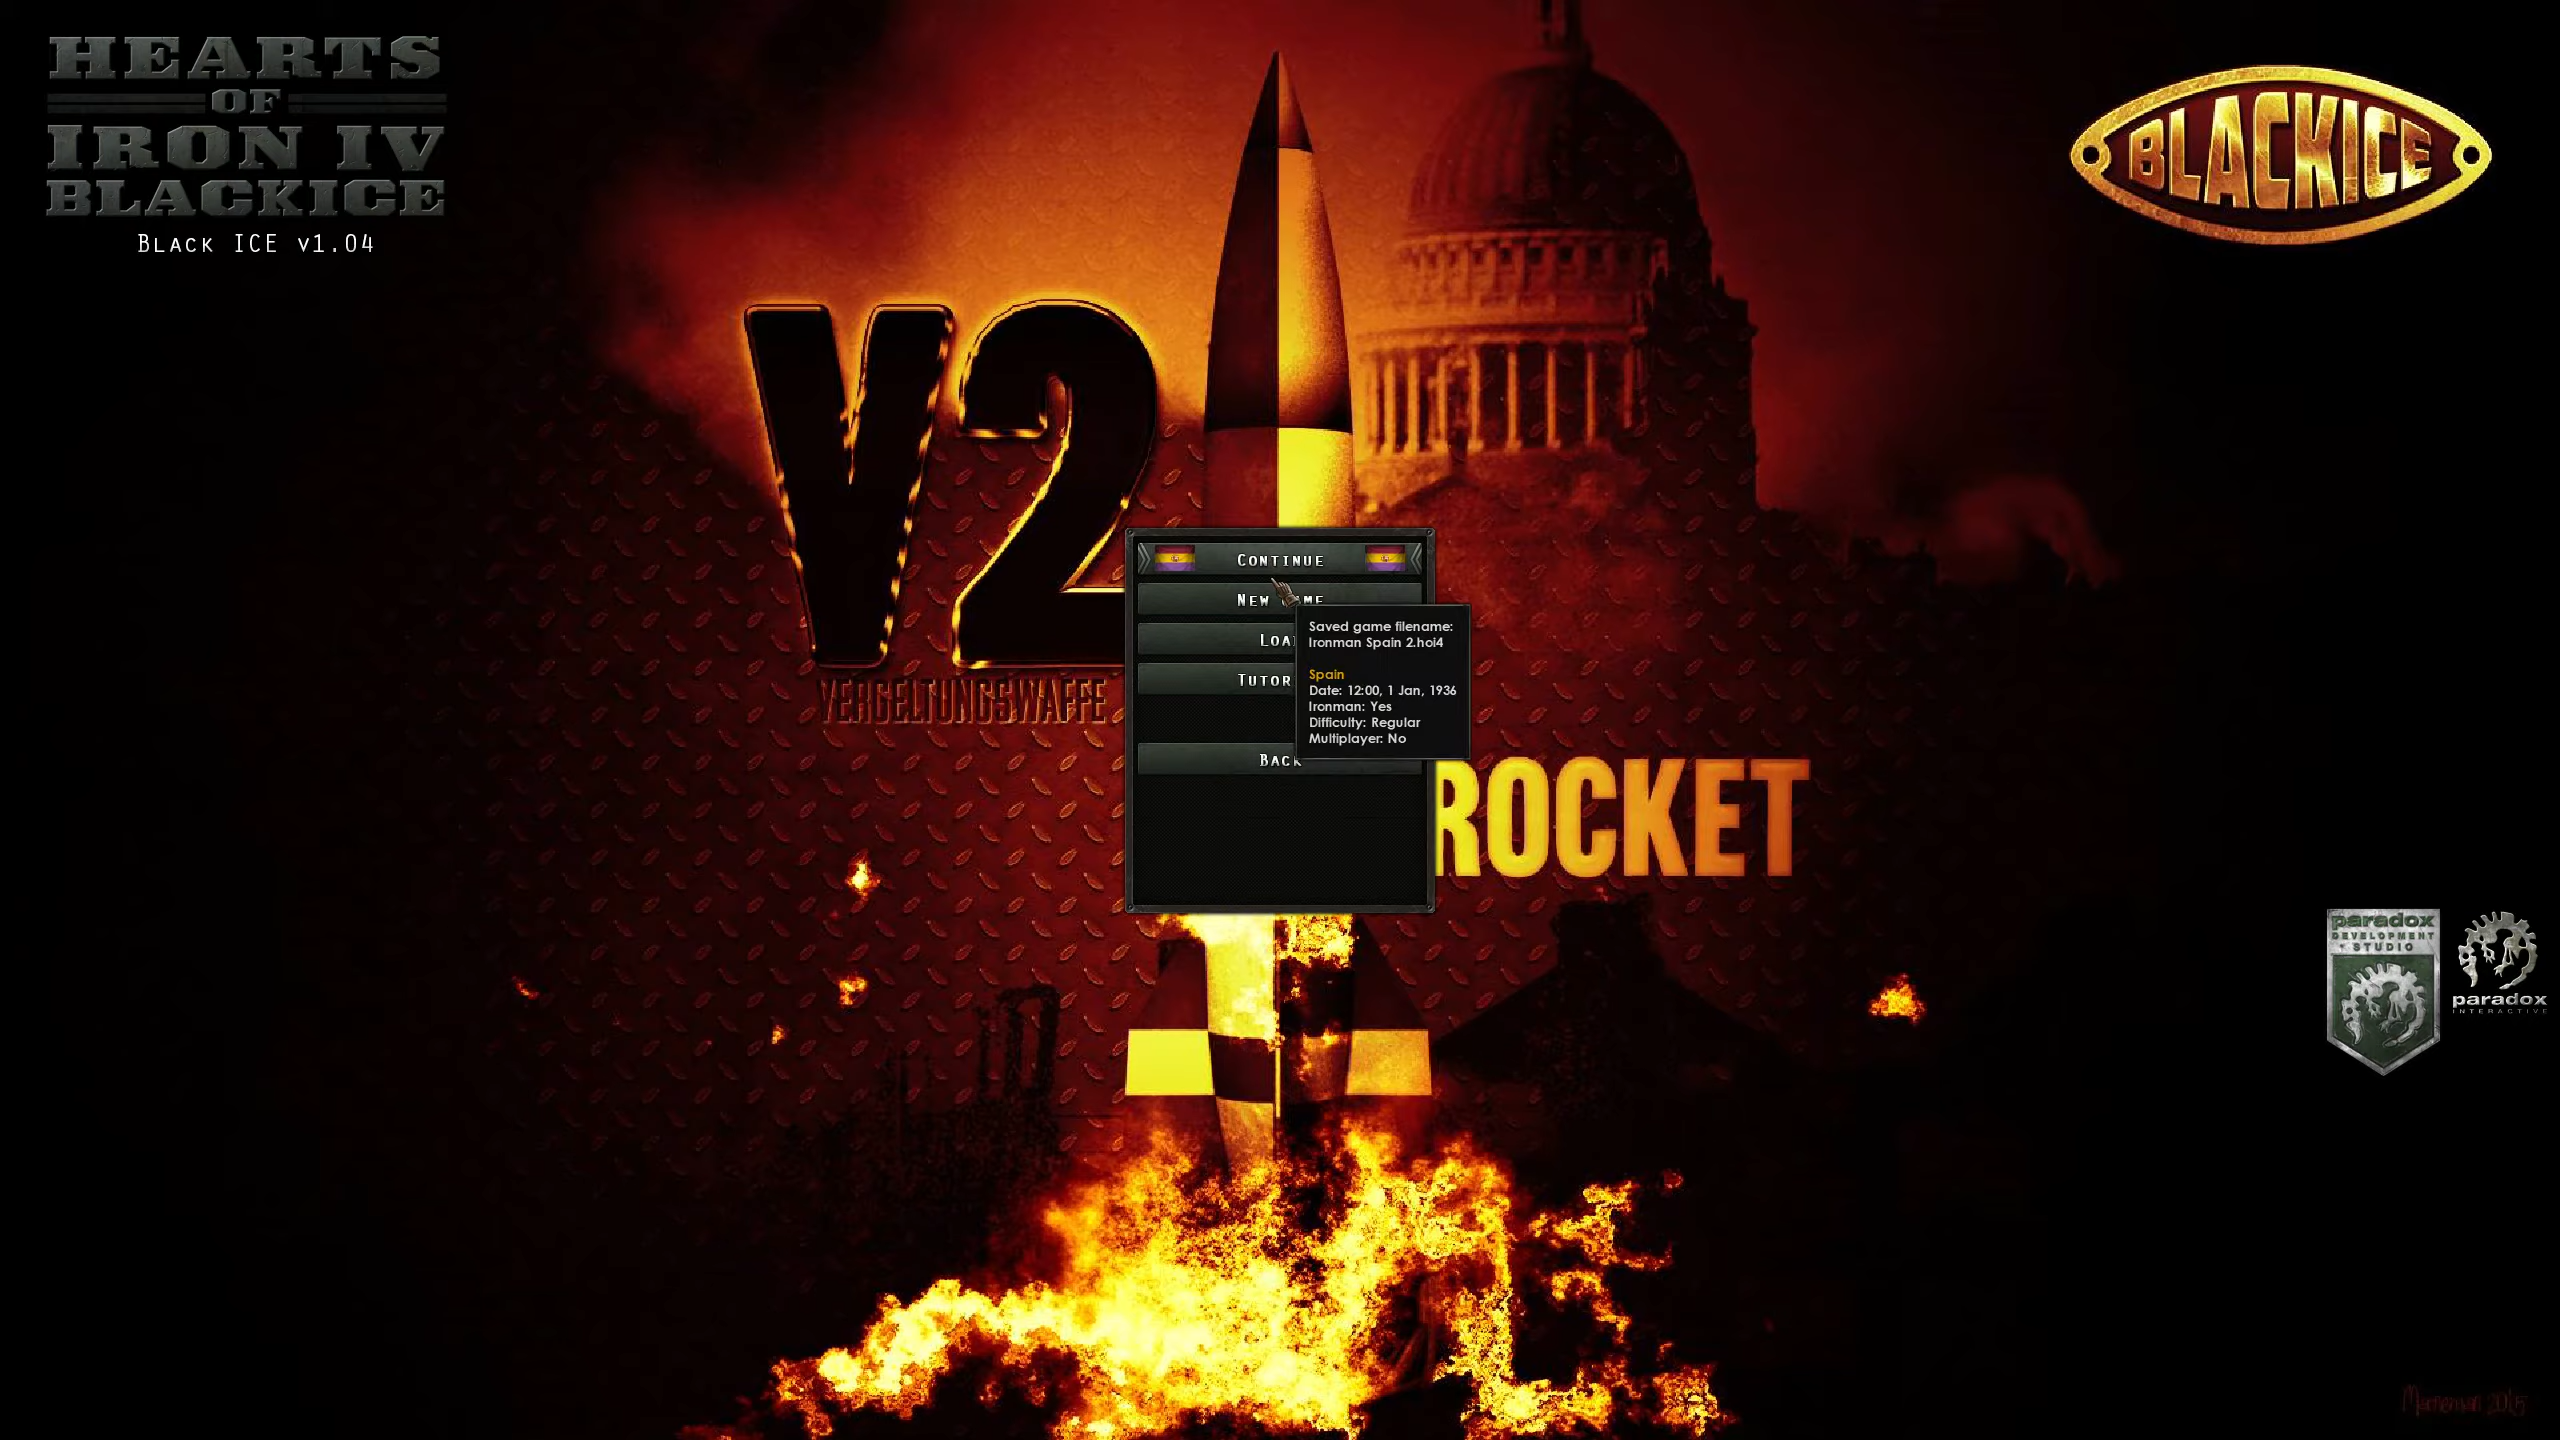 HEARTS
OF
IRON IV
BLACKICE
Black ICE v1.04
BLACKICE
V2
VERGELTUNGSWAFFE
ROCKET
Continue
New
Saved game filename:
Ironman Spain 2.hoi4
Spain
Date: 12:00, 1 Jan, 1936
Ironman: Yes
Difficulty: Regular
Multiplayer: No
Back
paradox
DEVELOPMENT
STUDIO
paradox
INTERACTIVE